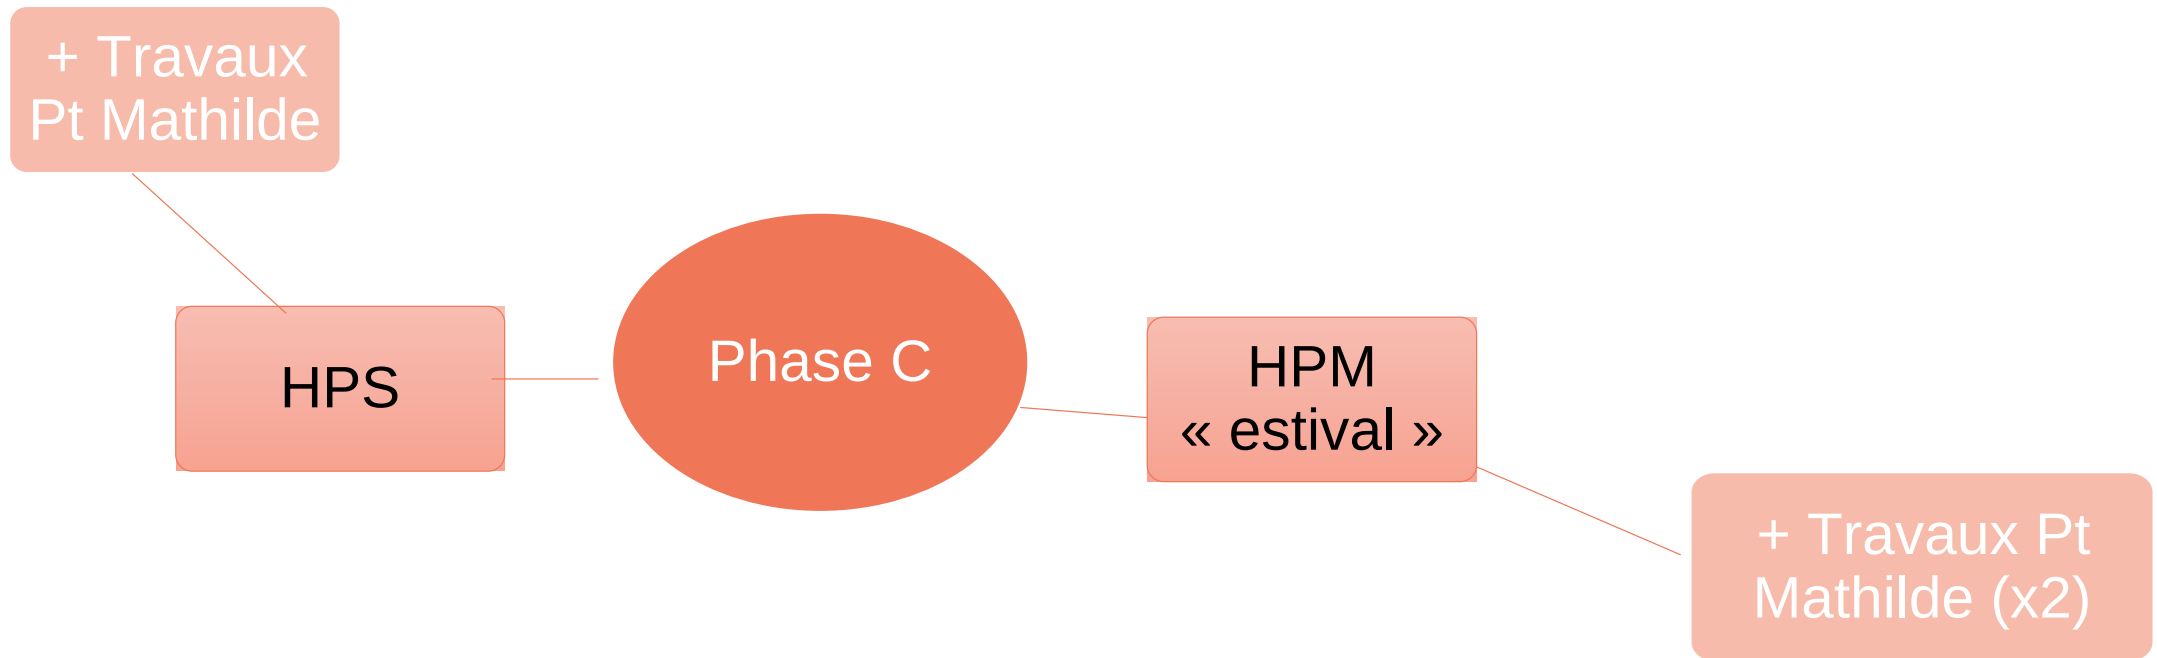 + Travaux
Pt Mathilde
HPS
Phase C
HPM
« estival »
+ Travaux Pt
Mathilde (x2)